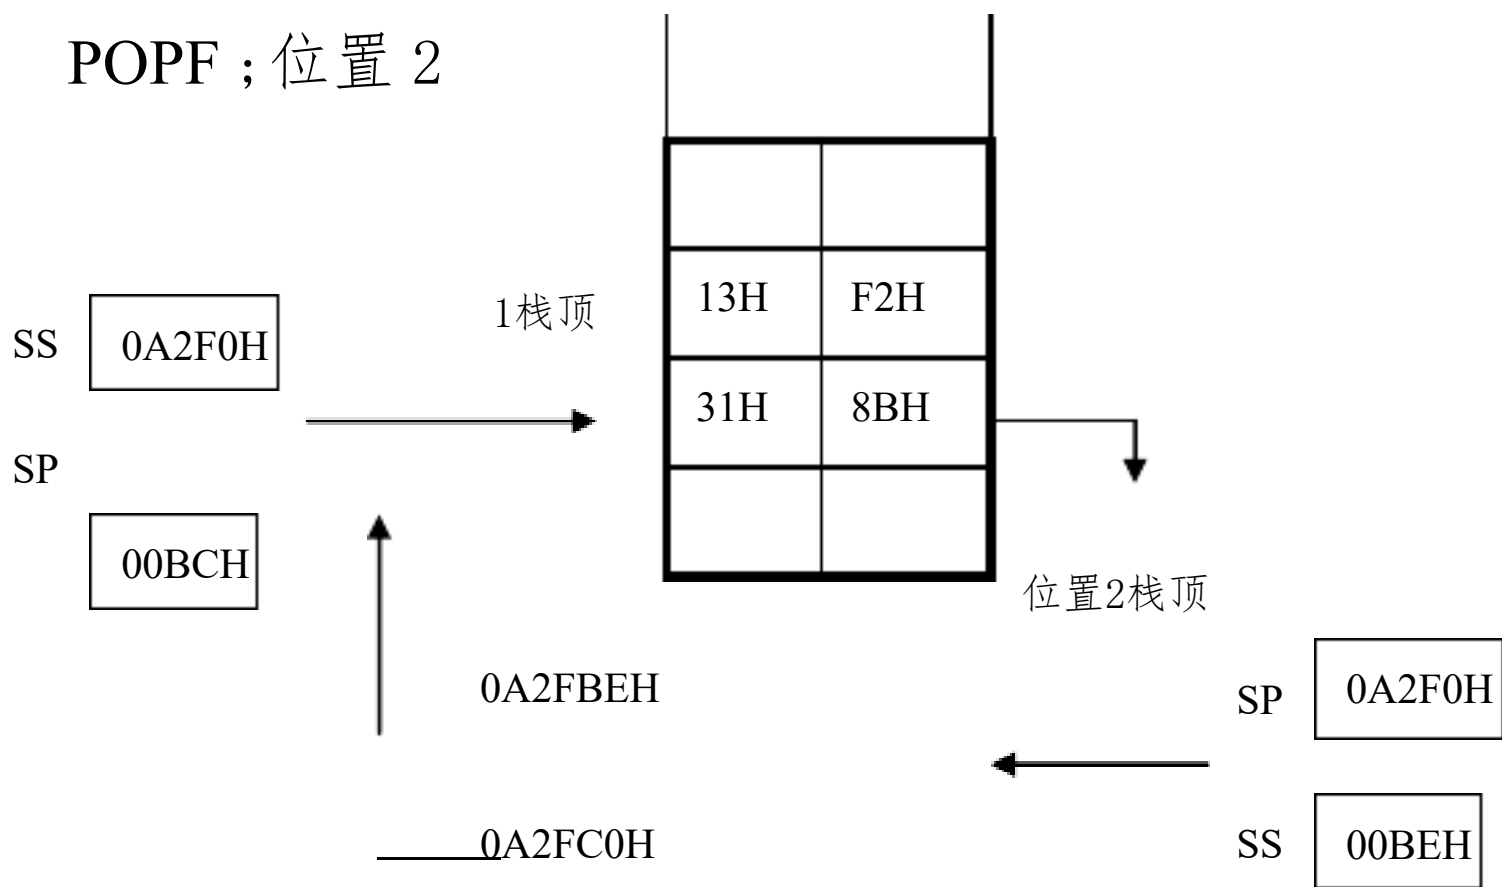 POPF ; 位置 2
13H F2H
1栈顶
SS 0A2F0H
31H 8BH
SP
00BCH
位置2栈顶
0A2FBEH
SP 0A2F0H
0A2FC0H
SS 00BEH